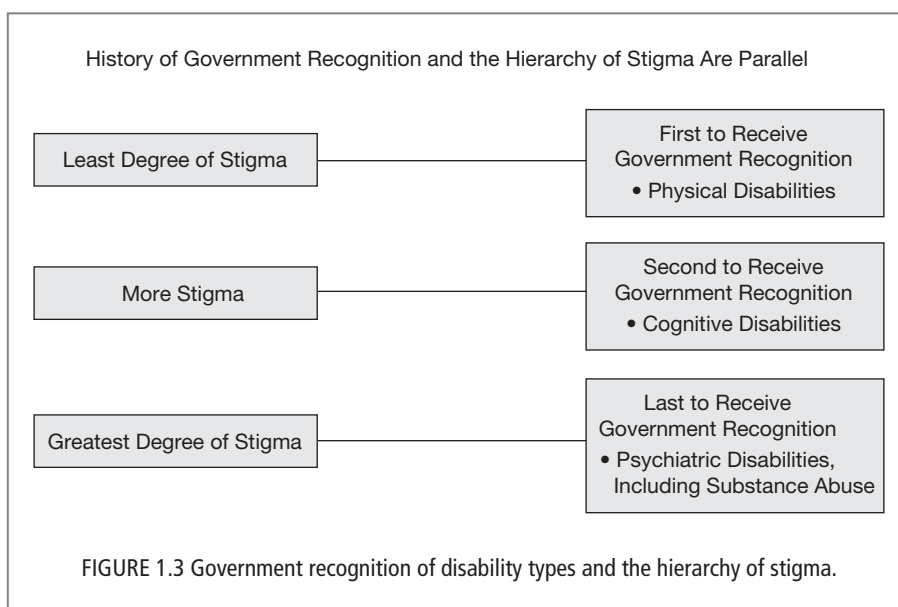 History of Government Recognition and the Hierarchy of Stigma Are Parallel
Least Degree of Stigma
First to Receive
Government Recognition
• Physical Disabilities
More Stigma
Second to Receive
Government Recognition
• Cognitive Disabilities
Greatest Degree of Stigma
Last to Receive
Government Recognition
• Psychiatric Disabilities,
Including Substance Abuse
FIGURE 1.3 Government recognition of disability types and the hierarchy of stigma.